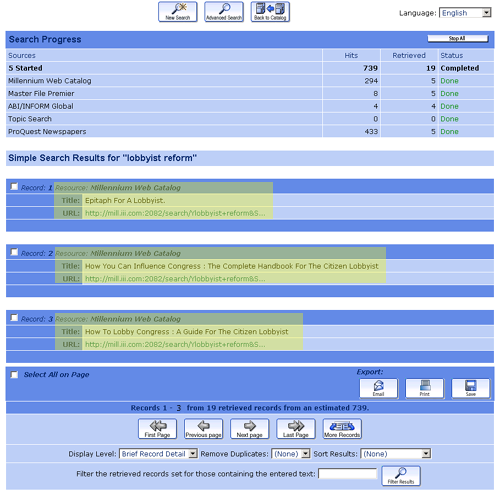 New Search Advanced Search Back to Catalog Language: English
Search Progress Stop All
Sources Hits Retrieved Status
5 Started 739 19 Completed
Millennium Web Catalog 294 5 Done
Master File Premier 8 5 Done
ABI/INFORM Global 4 4 Done
Topic Search 0 0 Done
ProQuest Newspapers 433 5 Done
Simple Search Results for "lobbyist reform"
Record: 1 Resource: Millennium Web Catalog
Title: Epitaph For A Lobbyist.
URL: http://mill.iii.com:2082/search/Ylobbyist+reform&S...
Record: 2 Resource: Millennium Web Catalog
Title: How You Can Influence Congress : The Complete Handbook For The Citizen Lobbyist
URL: http://mill.iii.com:2082/search/Ylobbyist+reform&S...
Record: 3 Resource: Millennium Web Catalog
Title: How To Lobby Congress : A Guide For The Citizen Lobbyist
URL: http://mill.iii.com:2082/search/Ylobbyist+reform&S...
Select All on Page Export:
Email Print Save
Records 1 - 3 from 19 retrieved records from an estimated 739.
First Page Previous page Next page Last Page More Records
Display Level: Brief Record Detail Remove Duplicates: (None) Sort Results: (None)
Filter the retrieved records set for those containing the entered text: Filter Results